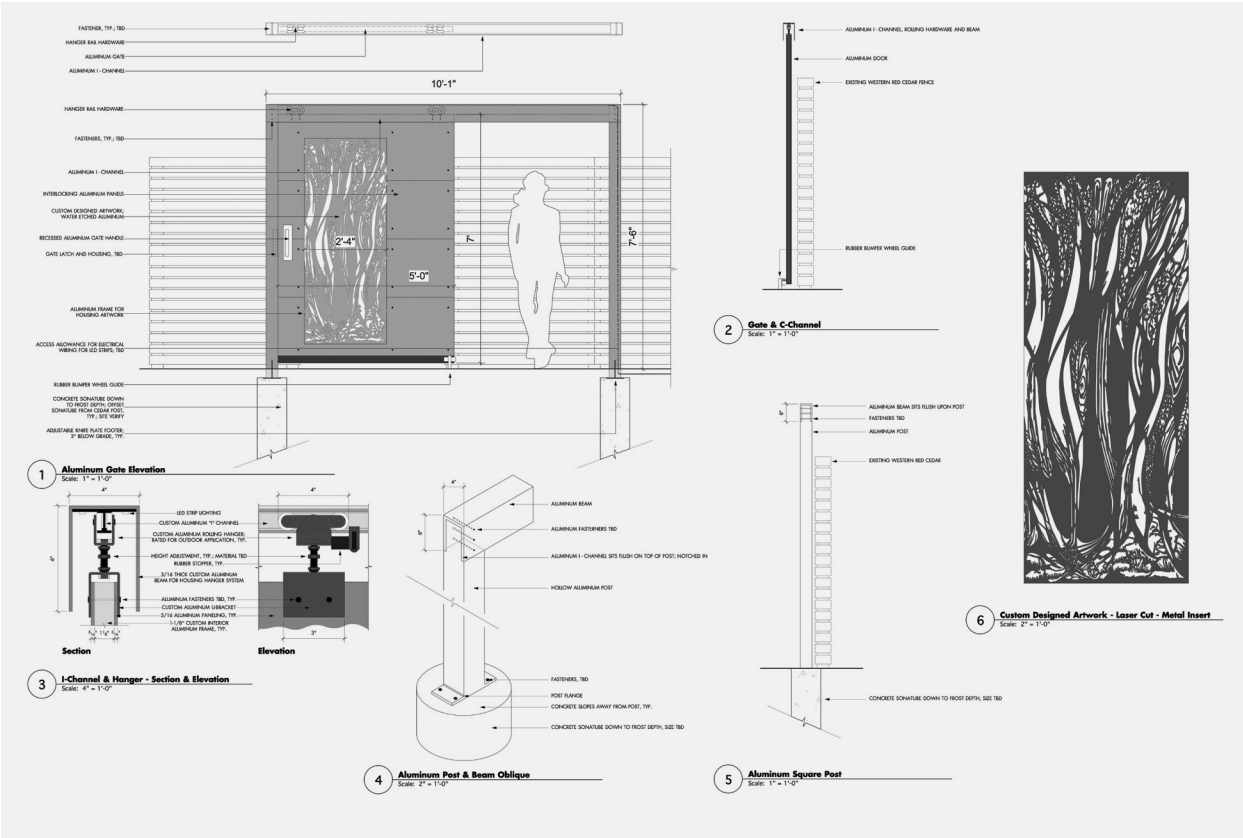 FASTENER, TYP.; TBD
HANGER RAIL HARDWARE
ALUMINUM GATE
ALUMINUM I - CHANNEL
10'-1"
HANGER RAIL HARDWARE
FASTENERS, TYP.; TBD
ALUMINUM I - CHANNEL
INTERLOCKING ALUMINUM PANELS
CUSTOM DESIGNED ARTWORK;
WATER ETCHED ALUMINUM
RECESSED ALUMINUM GATE HANDLE
GATE LATCH AND HOUSING, TBD
2'-4"
5'-0"
7'
7'-6"
ALUMINUM FRAME FOR
HOUSING ARTWORK
ACCESS ALLOWANCE FOR ELECTRICAL
WIRING FOR LED STRIPS; TBD
RUBBER BUMPER WHEEL GUIDE
CONCRETE SONATUBE DOWN
TO FROST DEPTH; OFFSET
SONATUBE FROM CEDAR POST,
TYP.; SITE VERIFY
ADJUSTABLE KNIFE PLATE FOOTER;
3" BELOW GRADE, TYP.
1
Aluminum Gate Elevation
Scale: 1" = 1'-0"
ALUMINUM I - CHANNEL, ROLLING HARDWARE AND BEAM
ALUMINUM DOOR
EXISTING WESTERN RED CEDAR FENCE
RUBBER BUMPER WHEEL GUIDE
2
Gate & C-Channel
Scale: 1" = 1'-0"
4"
6"
4"
LED STRIP LIGHTING
CUSTOM ALUMINUM "I" CHANNEL
CUSTOM ALUMINUM ROLLING HANGER;
RATED FOR OUTDOOR APPLICATION, TYP.
HEIGHT ADJUSTMENT, TYP.; MATERIAL TBD
RUBBER STOPPER, TYP.
3/16 THICK CUSTOM ALUMINUM
BEAM FOR HOUSING HANGER SYSTEM
ALUMINUM FASTENERS TBD, TYP.
CUSTOM ALUMINUM U-BRACKET
3/16 ALUMINUM PANELING, TYP.
1-1/8" CUSTOM INTERIOR
ALUMINUM FRAME, TYP.
3/16" 1 1/8" 3/16"
3"
Section
Elevation
3
I-Channel & Hanger - Section & Elevation
Scale: 4" = 1'-0"
4"
6"
ALUMINUM BEAM
ALUMINUM FASTERNERS TBD
ALUMINUM I - CHANNEL SITS FLUSH ON TOP OF POST; NOTCHED IN
HOLLOW ALUMINUM POST
FASTENERS, TBD
POST FLANGE
CONCRETE SLOPES AWAY FROM POST, TYP.
CONCRETE SONATUBE DOWN TO FROST DEPTH, SIZE TBD
4
Aluminum Post & Beam Oblique
Scale: 2" = 1'-0"
6"
ALUMINUM BEAM SITS FLUSH UPON POST
FASTENERS TBD
ALUMINUM POST
EXISTING WESTERN RED CEDAR
CONCRETE SONATUBE DOWN TO FROST DEPTH, SIZE TBD
5
Aluminum Square Post
Scale: 1" = 1'-0"
6
Custom Designed Artwork - Laser Cut - Metal Insert
Scale: 2" = 1'-0"